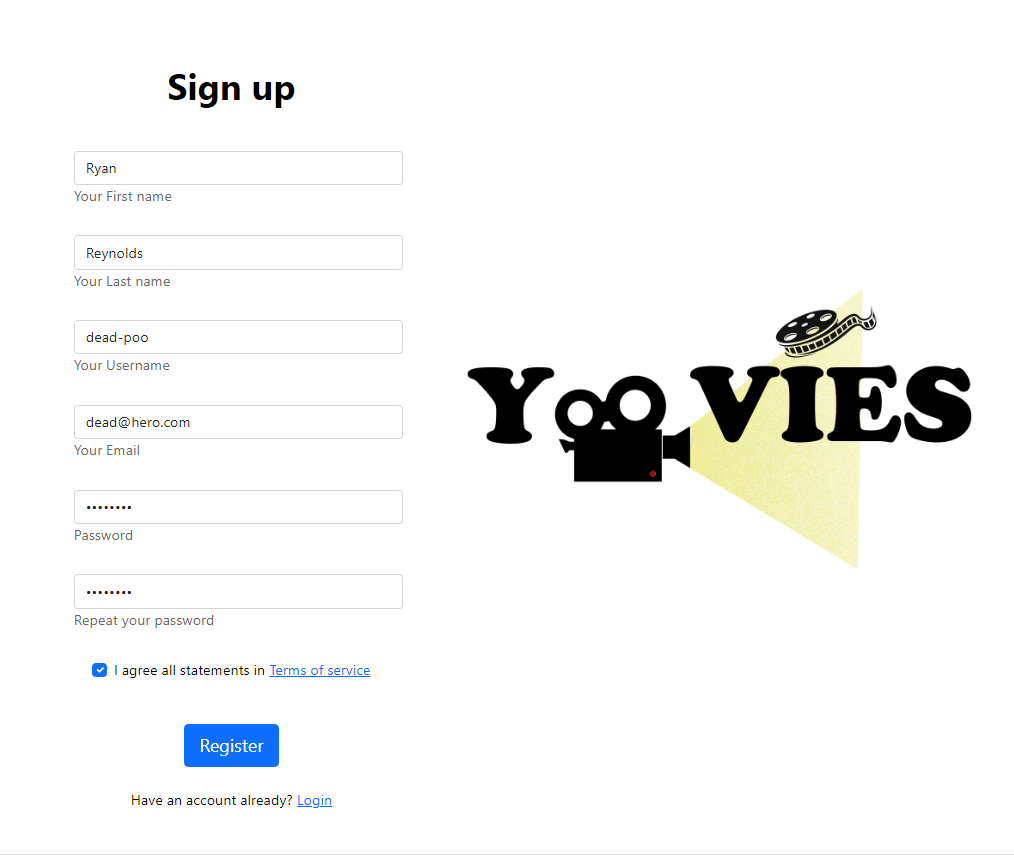 Sign up
Ryan
Your First name
Reynolds
Your Last name
dead-poo
Your Username
dead@hero.com
Your Email
••••••••
Password
••••••••
Repeat your password
I agree all statements in Terms of service
Register
Have an account already? Login
YooVIES